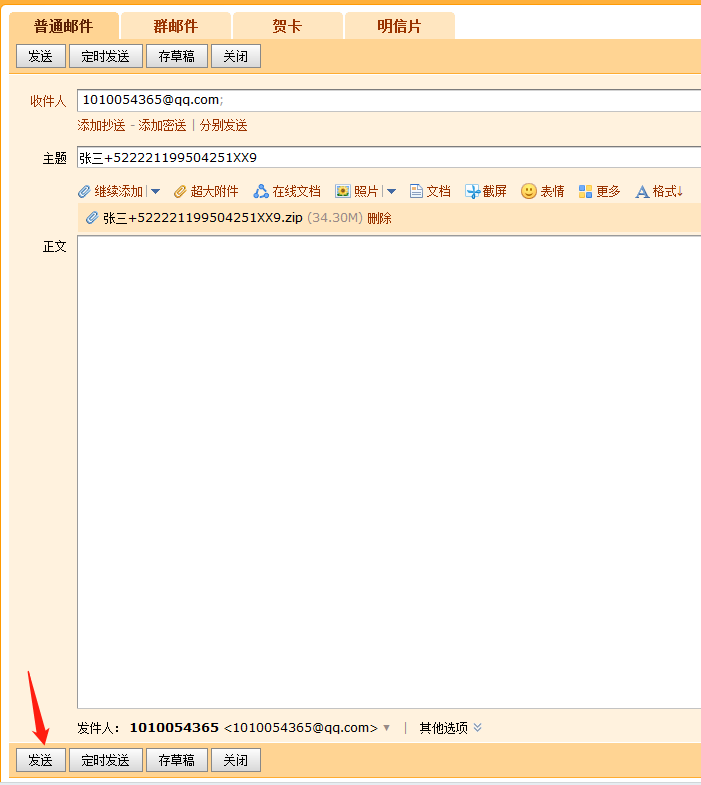 普通邮件 群邮件 贺卡 明信片
发送 定时发送 存草稿 关闭
收件人 1010054365@qq.com;
添加抄送 - 添加密送 | 分别发送
主题 张三+522221199504251XX9
继续添加 | 超大附件 在线文档 照片 | 文档 截屏 表情 更多 格式↓
张三+522221199504251XX9.zip (34.30M) 删除
正文
发件人： 1010054365 <1010054365@qq.com> | 其他选项
发送 定时发送 存草稿 关闭